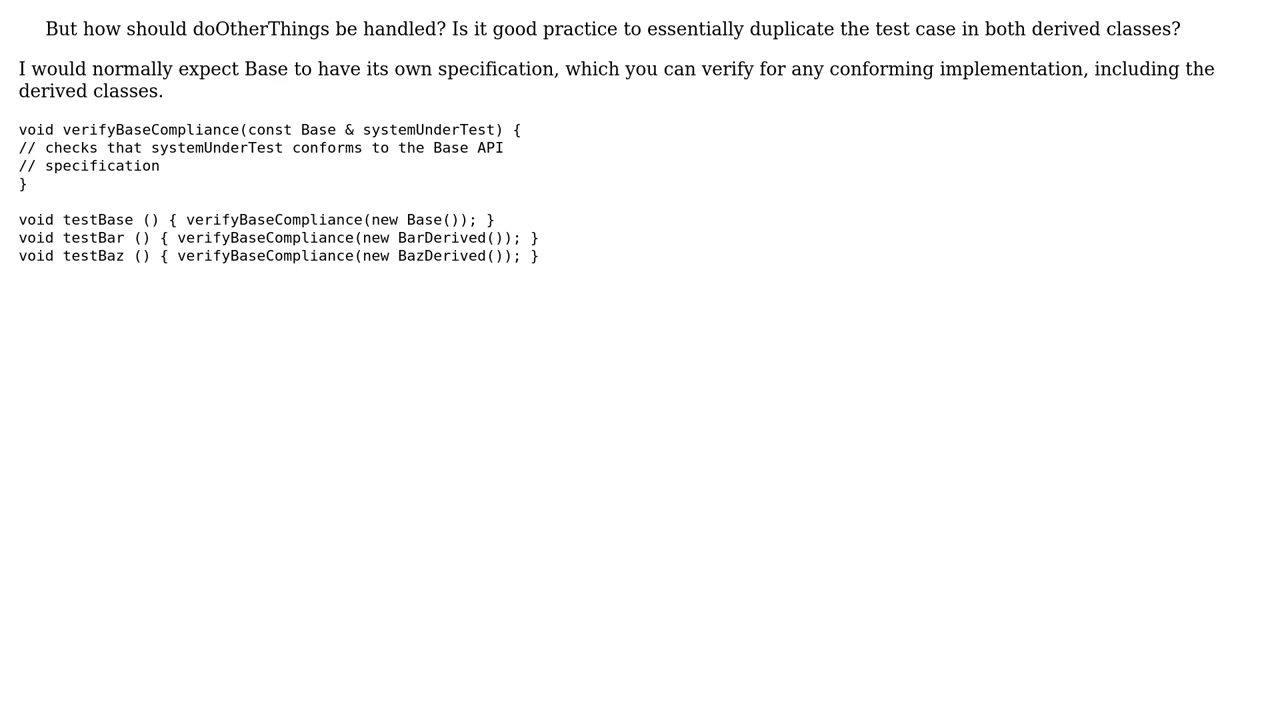 But how should doOtherThings be handled? Is it good practice to essentially duplicate the test case in both derived classes?
I would normally expect Base to have its own specification, which you can verify for any conforming implementation, including the
derived classes.
void verifyBaseCompliance(const Base & systemUnderTest) {
// checks that systemUnderTest conforms to the Base API
// specification
}
void testBase () { verifyBaseCompliance(new Base()); }
void testBar () { verifyBaseCompliance(new BarDerived()); }
void testBaz () { verifyBaseCompliance(new BazDerived()); }